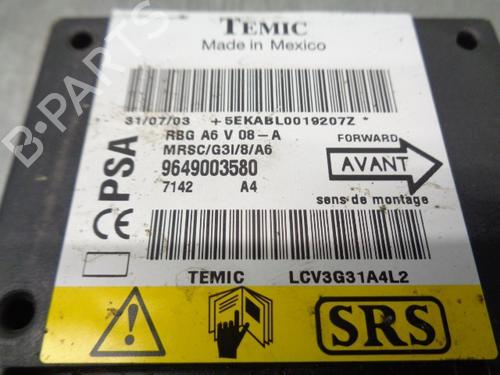 TEMIC
Made in Mexico
31/07/03 +5EKABL0019207Z*
RBG A6 V 08-A
MRSC/G3I/8/A6
9649003580
7142 A4
FORWARD
AVANT
sens de montage
PSA
CE
TEMIC LCV3G31A4L2
SRS
B-PARTS